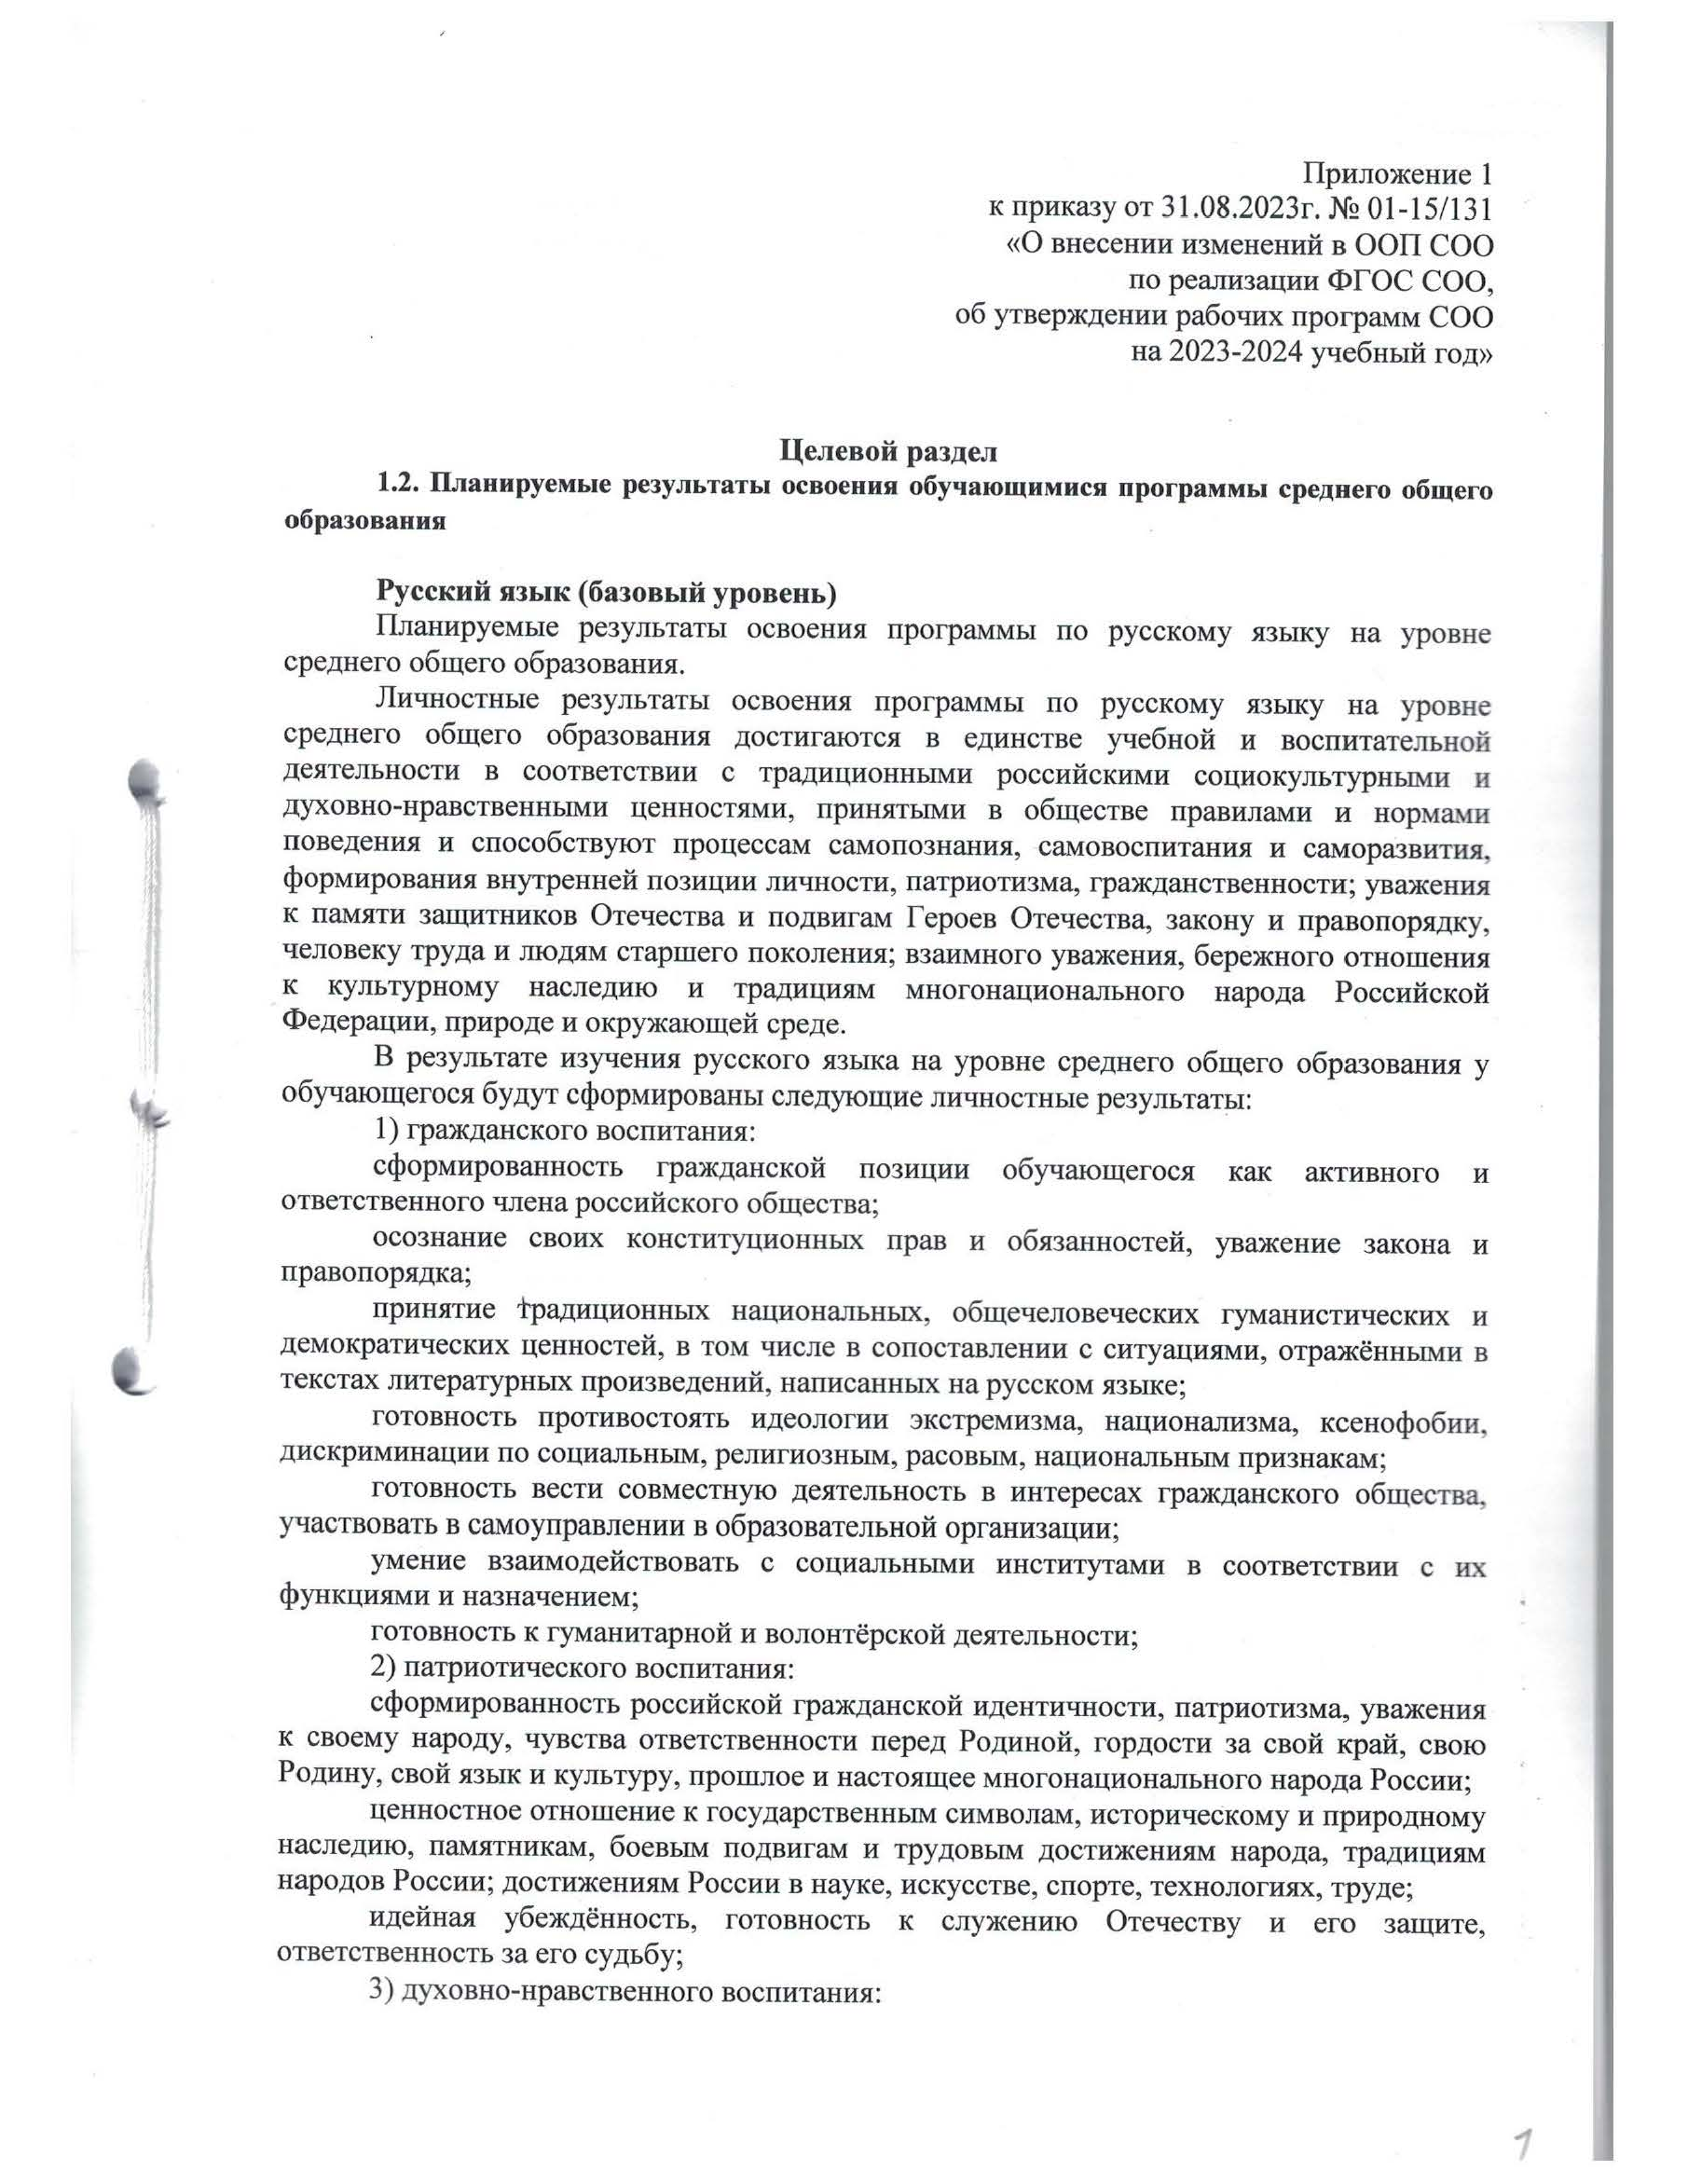 Приложение 1
к приказу от 31.08.2023г. № 01-15/131
«О внесении изменений в ООП СОО
по реализации ФГОС СОО,
об утверждении рабочих программ СОО
на 2023-2024 учебный год»
Целевой раздел
1.2. Планируемые результаты освоения обучающимися программы среднего общего
образования
Русский язык (базовый уровень)
Планируемые результаты освоения программы по русскому языку на уровне
среднего общего образования.
Личностные результаты освоения программы по русскому языку на уровне
среднего общего образования достигаются в единстве учебной и воспитательной
деятельности в соответствии с традиционными российскими социокультурными и
духовно-нравственными ценностями, принятыми в обществе правилами и нормами
поведения и способствуют процессам самопознания, самовоспитания и саморазвития,
формирования внутренней позиции личности, патриотизма, гражданственности; уважения
к памяти защитников Отечества и подвигам Героев Отечества, закону и правопорядку,
человеку труда и людям старшего поколения; взаимного уважения, бережного отношения
к культурному наследию и традициям многонационального народа Российской
Федерации, природе и окружающей среде.
В результате изучения русского языка на уровне среднего общего образования у
обучающегося будут сформированы следующие личностные результаты:
1) гражданского воспитания:
сформированность гражданской позиции обучающегося как активного и
ответственного члена российского общества;
осознание своих конституционных прав и обязанностей, уважение закона и
правопорядка;
принятие традиционных национальных, общечеловеческих гуманистических и
демократических ценностей, в том числе в сопоставлении с ситуациями, отражёнными в
текстах литературных произведений, написанных на русском языке;
готовность противостоять идеологии экстремизма, национализма, ксенофобии,
дискриминации по социальным, религиозным, расовым, национальным признакам;
готовность вести совместную деятельность в интересах гражданского общества,
участвовать в самоуправлении в образовательной организации;
умение взаимодействовать с социальными институтами в соответствии с их
функциями и назначением;
готовность к гуманитарной и волонтёрской деятельности;
2) патриотического воспитания:
сформированность российской гражданской идентичности, патриотизма, уважения
к своему народу, чувства ответственности перед Родиной, гордости за свой край, свою
Родину, свой язык и культуру, прошлое и настоящее многонационального народа России;
ценностное отношение к государственным символам, историческому и природному
наследию, памятникам, боевым подвигам и трудовым достижениям народа, традициям
народов России; достижениям России в науке, искусстве, спорте, технологиях, труде;
идейная убеждённость, готовность к служению Отечеству и его защите,
ответственность за его судьбу;
3) духовно-нравственного воспитания:
1